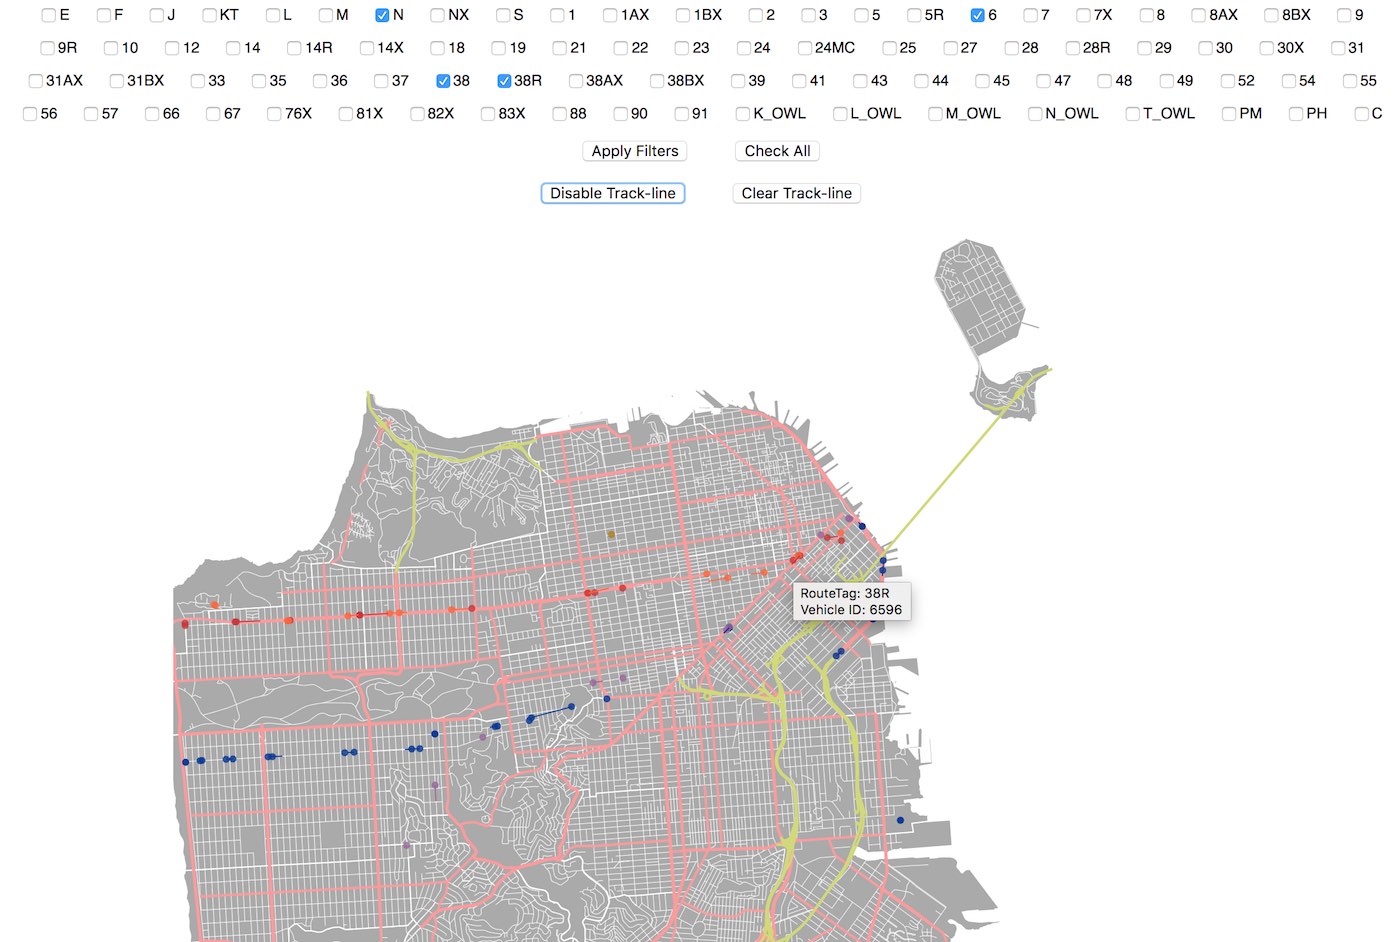 E F J KT L M N NX S 1 1AX 1BX 2 3 5 5R 6 7 7X 8 8AX 8BX 9
9R 10 12 14 14R 14X 18 19 21 22 23 24 24MC 25 27 28 28R 29 30 30X 31
31AX 31BX 33 35 36 37 38 38R 38AX 38BX 39 41 43 44 45 47 48 49 52 54 55
56 57 66 67 76X 81X 82X 83X 88 90 91 K_OWL L_OWL M_OWL N_OWL T_OWL PM PH C
Apply Filters Check All
Disable Track-line Clear Track-line
RouteTag: 38R
Vehicle ID: 6596